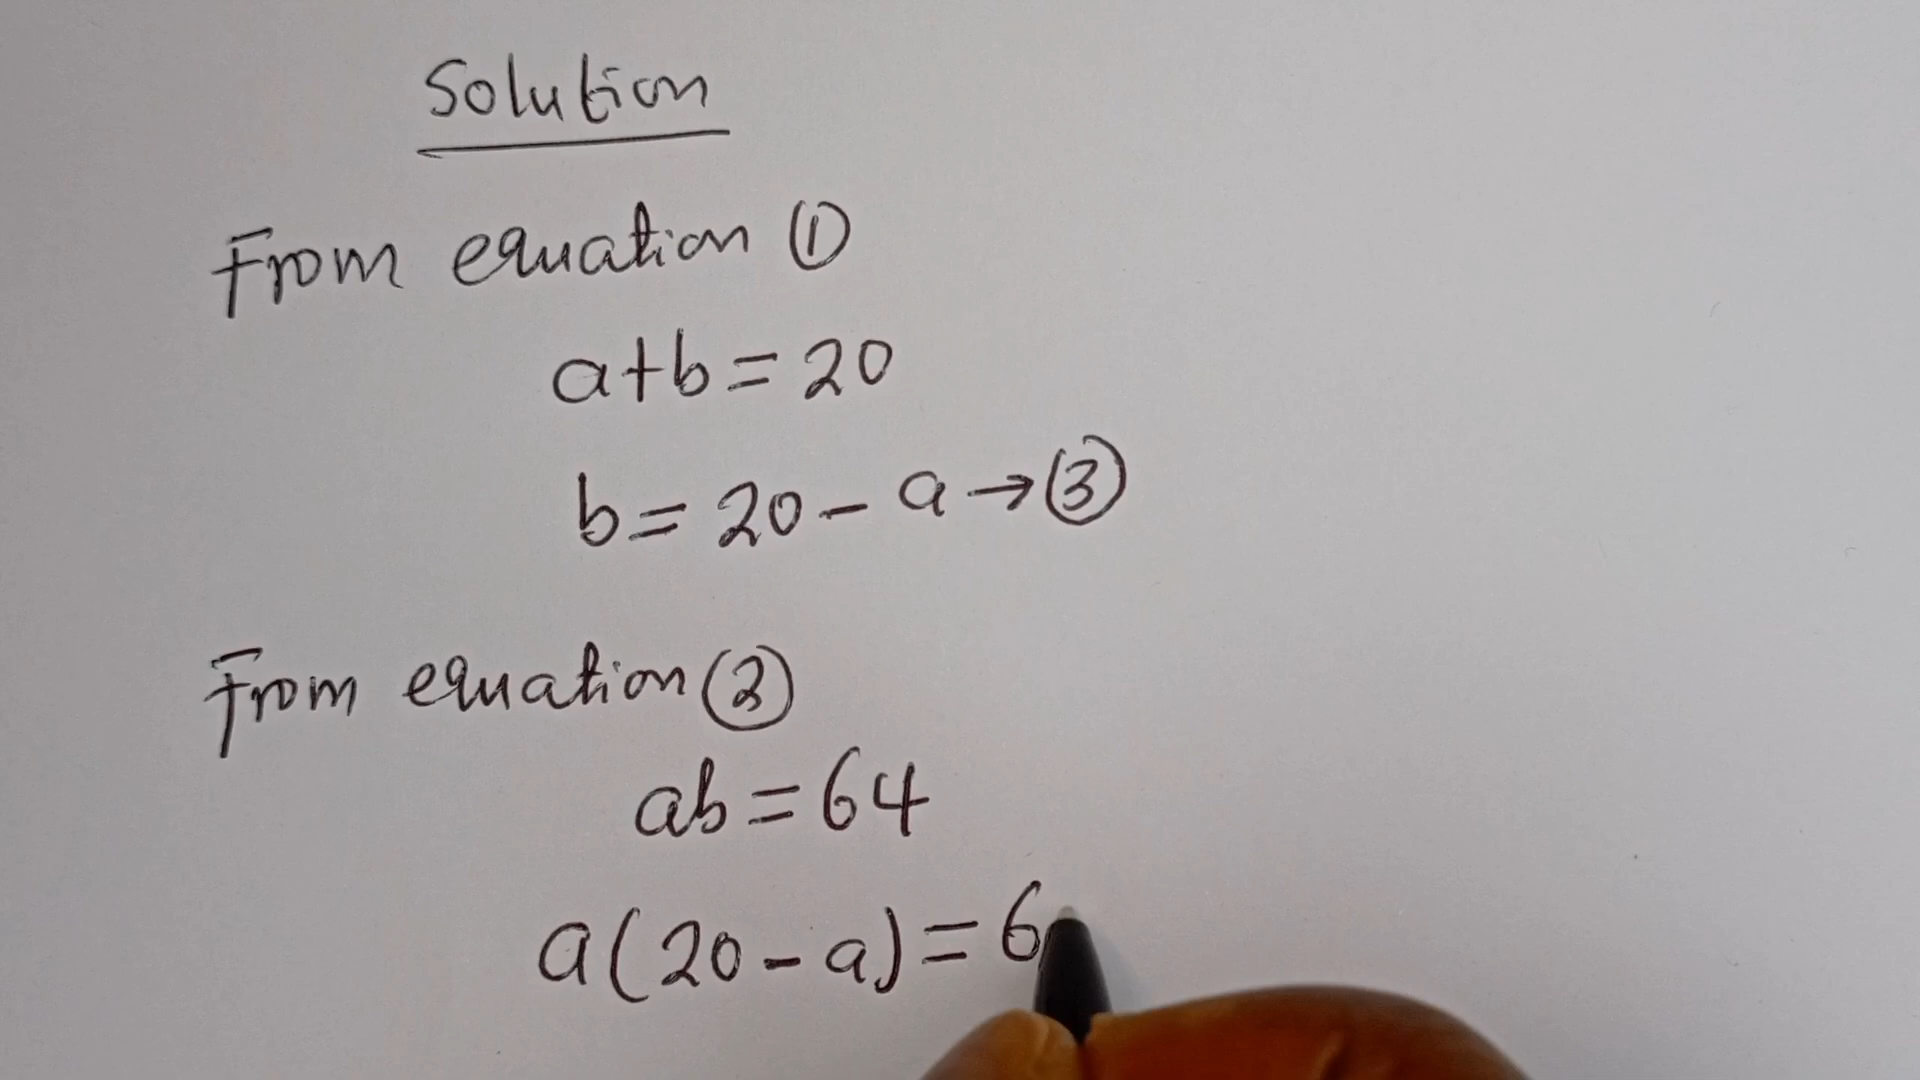 Solution
From equation ①
a+b=20
b=20-a→③
From equation ②
ab=64
a(20-a)=6